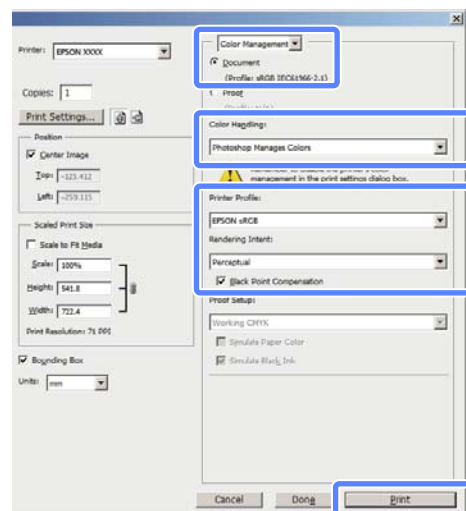 Printer: EPSON XXXX
Copies: 1
Print Settings...
Position
Center Image
Top: -125.412
Left: -259.115
Scaled Print Size
Scale to Fit Media
Scale: 100%
Height: 541.8
Width: 722.4
Print Resolution: 71 PPI
Bounding Box
Units: mm
Color Management
Document
(Profile: sRGB IEC61966-2.1)
Proof
Color Handling:
Photoshop Manages Colors
management in the print settings dialog box.
Printer Profile:
EPSON sRGB
Rendering Intent:
Perceptual
Black Point Compensation
Proof Setup:
Working CMYK
Simulate Paper Color
Simulate Black Ink
Cancel
Done
Print